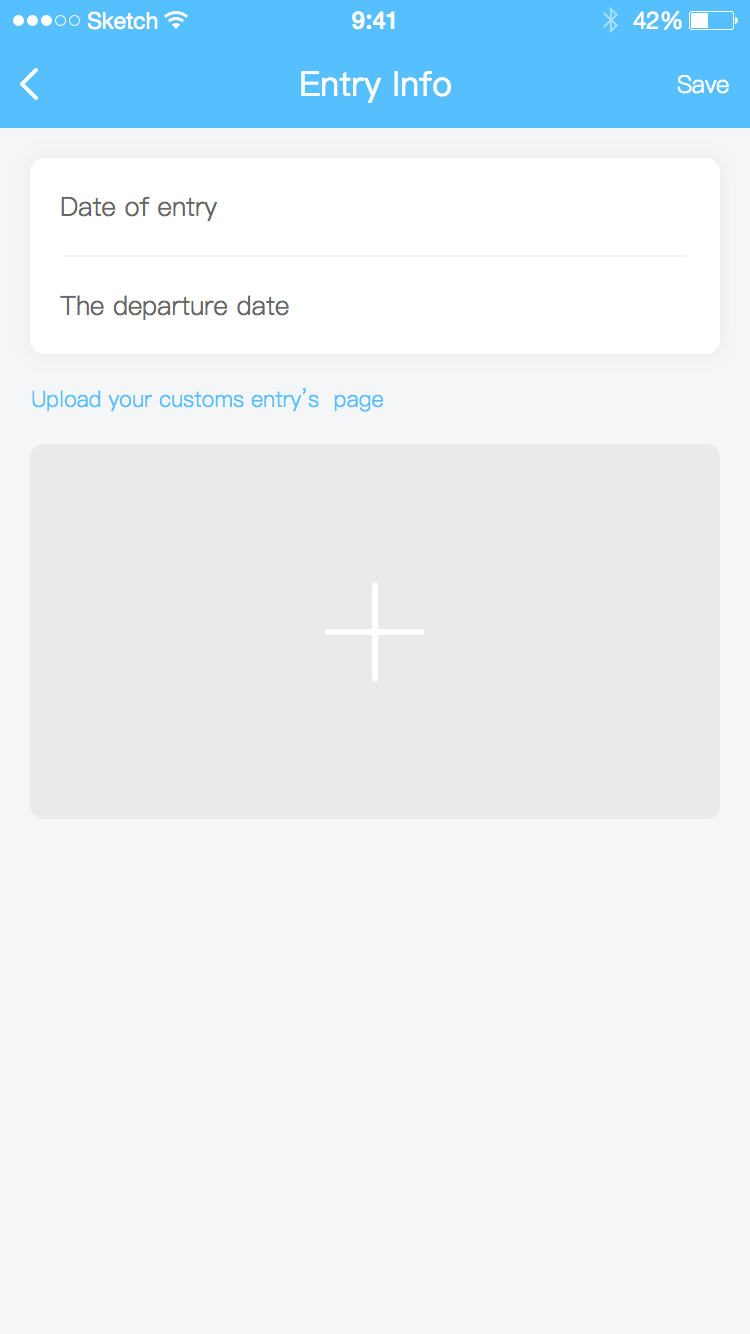 Sketch 9:41 42%
Entry Info Save
Date of entry
The departure date
Upload your customs entry’s  page